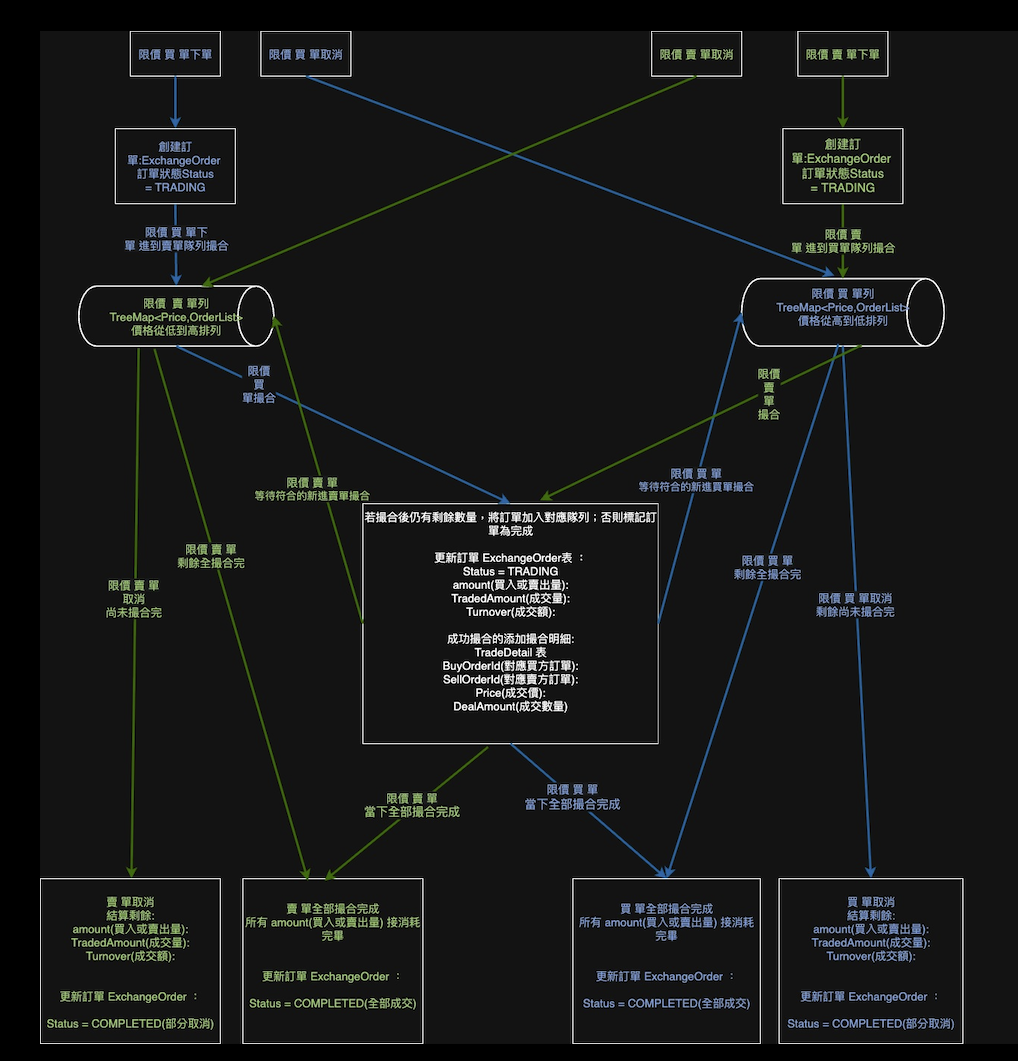 限價 買 單下單
限價 買 單取消
限價 賣 單取消
限價 賣 單下單
創建訂
單:ExchangeOrder
訂單狀態Status
= TRADING
創建訂
單:ExchangeOrder
訂單狀態Status
= TRADING
限價 買 單下
單 進到賣單隊列撮合
限價 賣
單 進到買單隊列撮合
限價 賣 單列
TreeMap<Price,OrderList>
價格從低到高排列
限價 買 單列
TreeMap<Price,OrderList>
價格從高到低排列
限價
買
單撮合
限價
賣
單
撮合
限價 賣 單
等待符合的新進賣單撮合
限價 買 單
等待符合的新進買單撮合
若撮合後仍有剩餘數量，將訂單加入對應隊列；否則標記訂
單為完成
更新訂單 ExchangeOrder表 ：
Status = TRADING
amount(買入或賣出量):
TradedAmount(成交量):
Turnover(成交額):
成功撮合的添加撮合明細:
TradeDetail 表
BuyOrderId(對應買方訂單):
SellOrderId(對應賣方訂單):
Price(成交價):
DealAmount(成交數量)
限價 賣 單
剩餘全撮合完
限價 賣 單
取消
尚未撮合完
限價 買 單
剩餘全撮合完
限價 買 單取消
剩餘尚未撮合完
限價 賣 單
當下全部撮合完成
限價 買 單
當下全部撮合完成
賣 單取消
結算剩餘:
amount(買入或賣出量):
TradedAmount(成交量):
Turnover(成交額):
更新訂單 ExchangeOrder ：
Status = COMPLETED(部分取消)
賣 單全部撮合完成
所有 amount(買入或賣出量) 接消耗
完畢
更新訂單 ExchangeOrder ：
Status = COMPLETED(全部成交)
買 單全部撮合完成
所有 amount(買入或賣出量) 接消耗
完畢
更新訂單 ExchangeOrder ：
Status = COMPLETED(全部成交)
買 單取消
結算剩餘:
amount(買入或賣出量):
TradedAmount(成交量):
Turnover(成交額):
更新訂單 ExchangeOrder ：
Status = COMPLETED(部分取消)